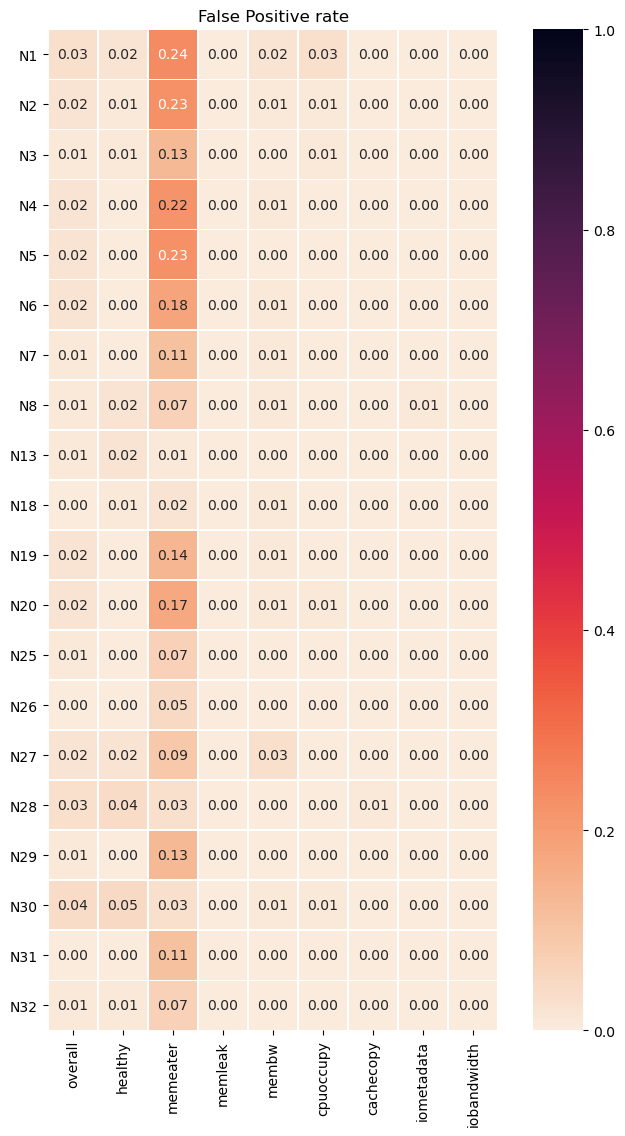 False Positive rate
N1 0.03 0.02 0.24 0.00 0.02 0.03 0.00 0.00 0.00
N2 0.02 0.01 0.23 0.00 0.01 0.01 0.00 0.00 0.00
N3 0.01 0.01 0.13 0.00 0.00 0.01 0.00 0.00 0.00
N4 0.02 0.00 0.22 0.00 0.01 0.00 0.00 0.00 0.00
N5 0.02 0.00 0.23 0.00 0.00 0.00 0.00 0.00 0.00
N6 0.02 0.00 0.18 0.00 0.01 0.00 0.00 0.00 0.00
N7 0.01 0.00 0.11 0.00 0.01 0.00 0.00 0.00 0.00
N8 0.01 0.02 0.07 0.00 0.01 0.00 0.00 0.01 0.00
N13 0.01 0.02 0.01 0.00 0.00 0.00 0.00 0.00 0.00
N18 0.00 0.01 0.02 0.00 0.01 0.00 0.00 0.00 0.00
N19 0.02 0.00 0.14 0.00 0.01 0.00 0.00 0.00 0.00
N20 0.02 0.00 0.17 0.00 0.01 0.01 0.00 0.00 0.00
N25 0.01 0.00 0.07 0.00 0.00 0.00 0.00 0.00 0.00
N26 0.00 0.00 0.05 0.00 0.00 0.00 0.00 0.00 0.00
N27 0.02 0.02 0.09 0.00 0.03 0.00 0.00 0.00 0.00
N28 0.03 0.04 0.03 0.00 0.00 0.00 0.01 0.00 0.00
N29 0.01 0.00 0.13 0.00 0.00 0.00 0.00 0.00 0.00
N30 0.04 0.05 0.03 0.00 0.01 0.01 0.00 0.00 0.00
N31 0.00 0.00 0.11 0.00 0.00 0.00 0.00 0.00 0.00
N32 0.01 0.01 0.07 0.00 0.00 0.00 0.00 0.00 0.00
overall
healthy
memeater
memleak
membw
cpuoccupy
cachecopy
iometadata
iobandwidth
1.0
0.8
0.6
0.4
0.2
0.0